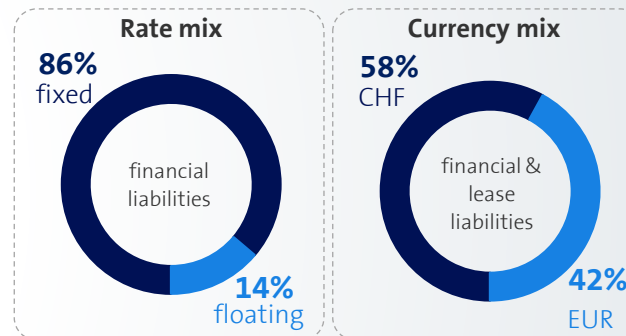 Rate mix
86%
fixed
financial
liabilities
14%
floating
Currency mix
58%
CHF
financial &
lease
liabilities
42%
EUR